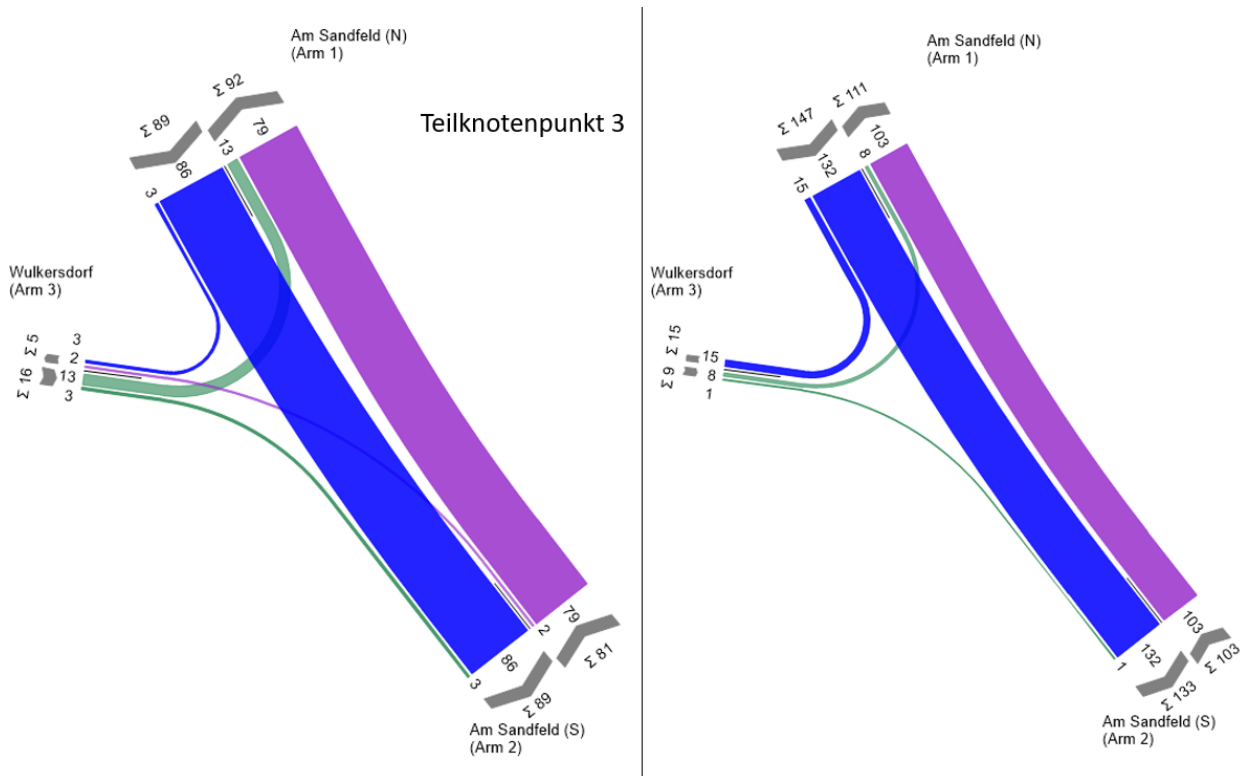 Am Sandfeld (N)
(Arm 1)
Teilknotenpunkt 3
Σ 89
Σ 92
3
86
13
79
Wulkersdorf
(Arm 3)
Σ 5
Σ 16
3
2
13
3
3
86
2
79
Σ 89
Σ 81
Am Sandfeld (S)
(Arm 2)
Am Sandfeld (N)
(Arm 1)
Σ 147
Σ 111
15
132
8
103
Wulkersdorf
(Arm 3)
Σ 15
Σ 9
15
8
1
1
132
103
Σ 133
Σ 103
Am Sandfeld (S)
(Arm 2)